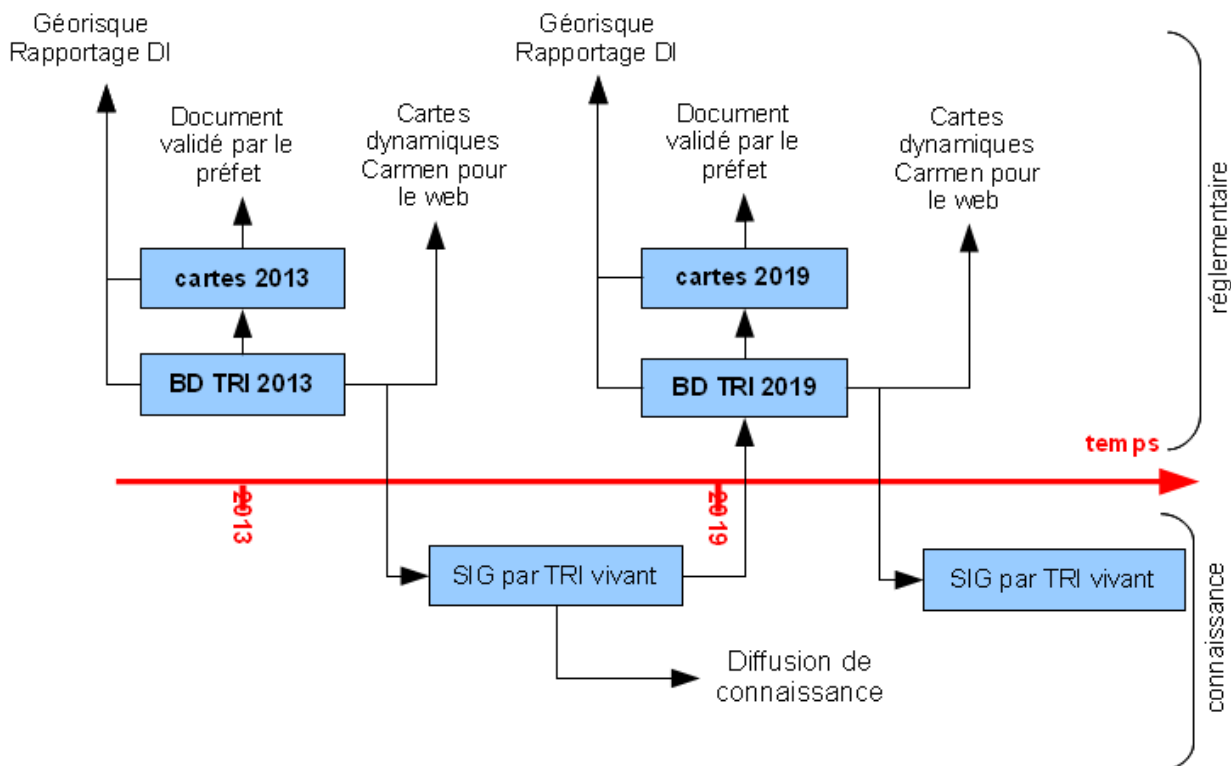 Géorisque
Rapportage DI
Document
validé par le
préfet
Cartes
dynamiques
Carmen pour
le web
cartes 2013
BD TRI 2013
Géorisque
Rapportage DI
Document
validé par le
préfet
Cartes
dynamiques
Carmen pour
le web
cartes 2019
BD TRI 2019
réglementaire
temps
2013
2019
SIG par TRI vivant
SIG par TRI vivant
Diffusion de
connaissance
connaissance